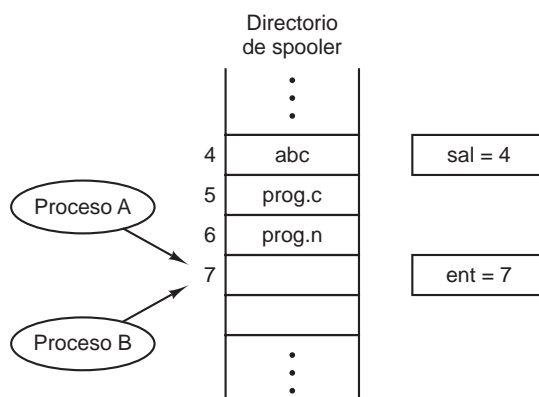 Directorio
de spooler
4 abc sal = 4
Proceso A
5 prog.c
6 prog.n
7 ent = 7
Proceso B